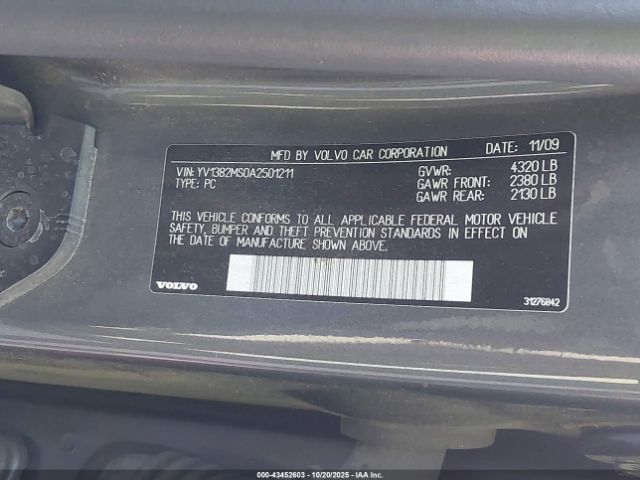 MFD BY VOLVO CAR CORPORATION DATE: 11/09
VIN: YV1382MS0A2501211 GVWR: 4320 LB
TYPE: PC GAWR FRONT: 2380 LB
GAWR REAR: 2130 LB
THIS VEHICLE CONFORMS TO ALL APPLICABLE FEDERAL MOTOR VEHICLE
SAFETY, BUMPER AND THEFT PREVENTION STANDARDS IN EFFECT ON
THE DATE OF MANUFACTURE SHOWN ABOVE.
VOLVO 31276842
00-43452603 | 10/20/2025 - Copyright IAA, Inc.